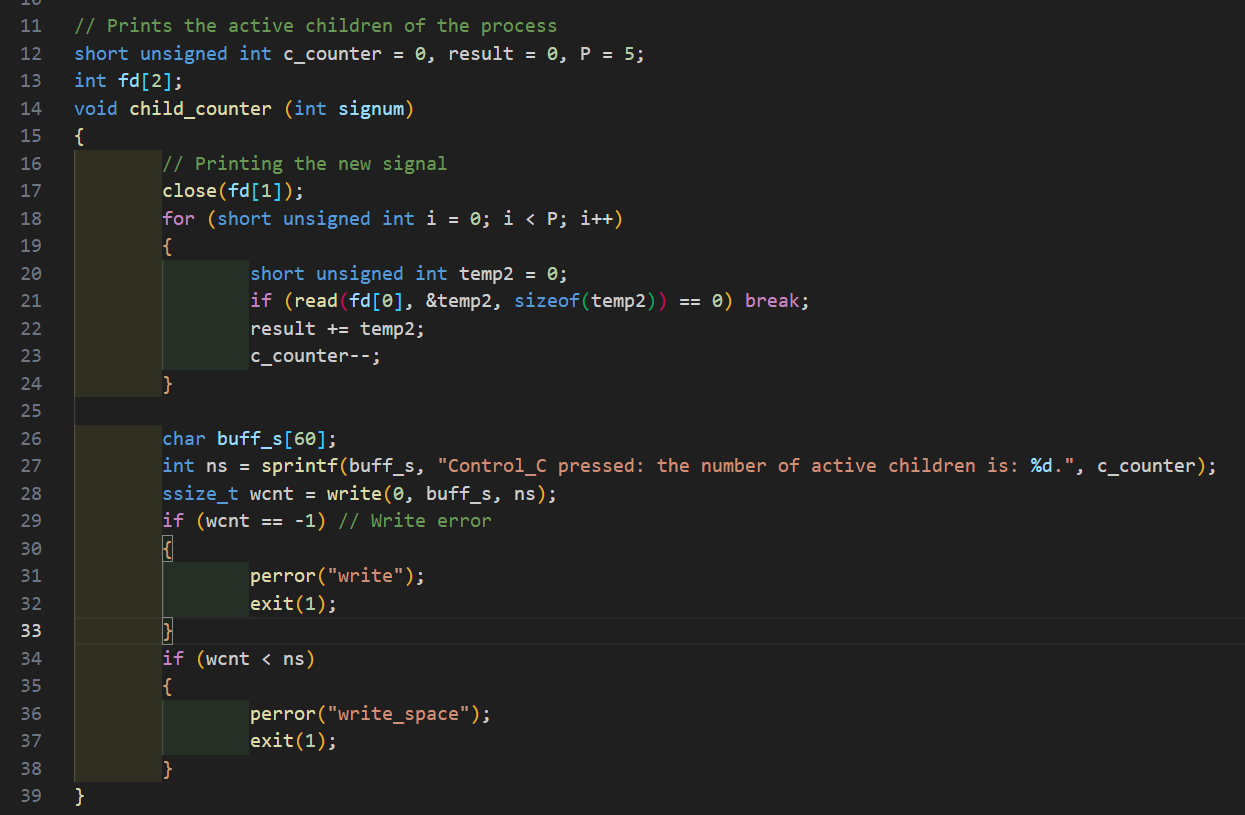 11 // Prints the active children of the process
12 short unsigned int c_counter = 0, result = 0, P = 5;
13 int fd[2];
14 void child_counter (int signum)
15 {
16 // Printing the new signal
17 close(fd[1]);
18 for (short unsigned int i = 0; i < P; i++)
19 {
20 short unsigned int temp2 = 0;
21 if (read(fd[0], &temp2, sizeof(temp2)) == 0) break;
22 result += temp2;
23 c_counter--;
24 }
25
26 char buff_s[60];
27 int ns = sprintf(buff_s, "Control_C pressed: the number of active children is: %d.", c_counter);
28 ssize_t wcnt = write(0, buff_s, ns);
29 if (wcnt == -1) // Write error
30 {
31 perror("write");
32 exit(1);
33 }
34 if (wcnt < ns)
35 {
36 perror("write_space");
37 exit(1);
38 }
39 }